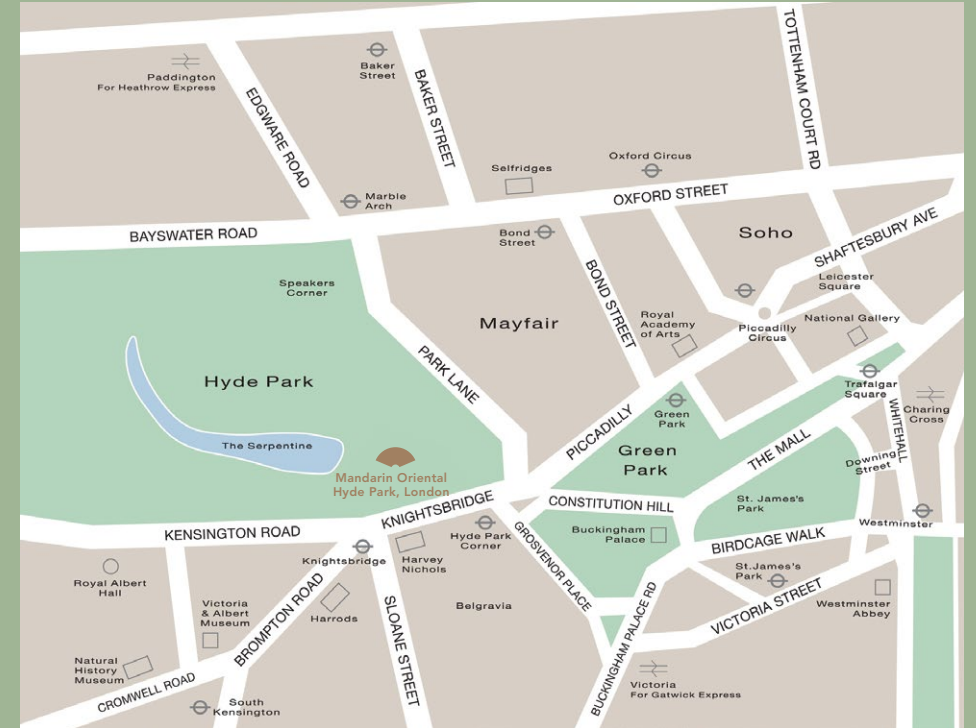 TOTTENHAM COURT RD
Paddington
For Heathrow Express
Baker
Street
BAKER STREET
EDGWARE ROAD
Oxford Circus
Selfridges
Marble
Arch
OXFORD STREET
BAYSWATER ROAD
Bond
Street
Soho
SHAFTESBURY AVE
Speakers
Corner
BOND STREET
Leicester
Square
Mayfair
Royal
Academy
of Arts
National Gallery
Piccadilly
Circus
Hyde Park
PARK LANE
Trafalgar
Square
Charing
Cross
WHITEHALL
Green
Park
PICCADILLY
The Serpentine
Green
Park
THE MALL
Downing
Street
Mandarin Oriental
Hyde Park, London
KNIGHTSBRIDGE
CONSTITUTION HILL
St. James's
Park
Westminster
KENSINGTON ROAD
Hyde Park
Corner
Buckingham
Palace
BIRDCAGE WALK
GROSVENOR PLACE
Knightsbridge
Harvey
Nichols
Royal Albert
Hall
St.James's
Park
Victoria
& Albert
Museum
BROMPTON ROAD
Harrods
SLOANE STREET
Belgravia
BUCKINGHAM PALACE RD
VICTORIA STREET
Westminster
Abbey
Natural
History
Museum
CROMWELL ROAD
South
Kensington
Victoria
For Gatwick Express